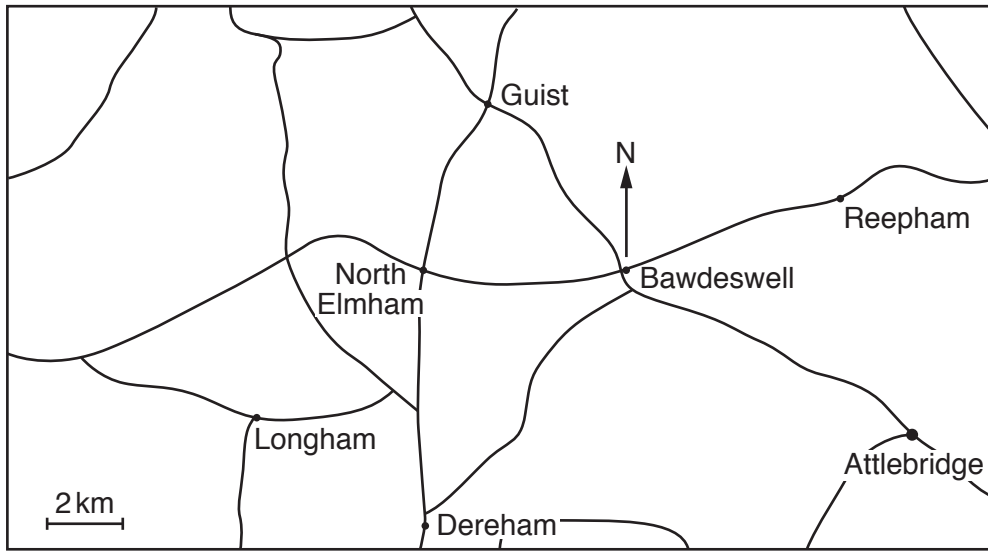 Guist
N
Reepham
North
Elmham
Bawdeswell
Longham
Attlebridge
2 km
Dereham